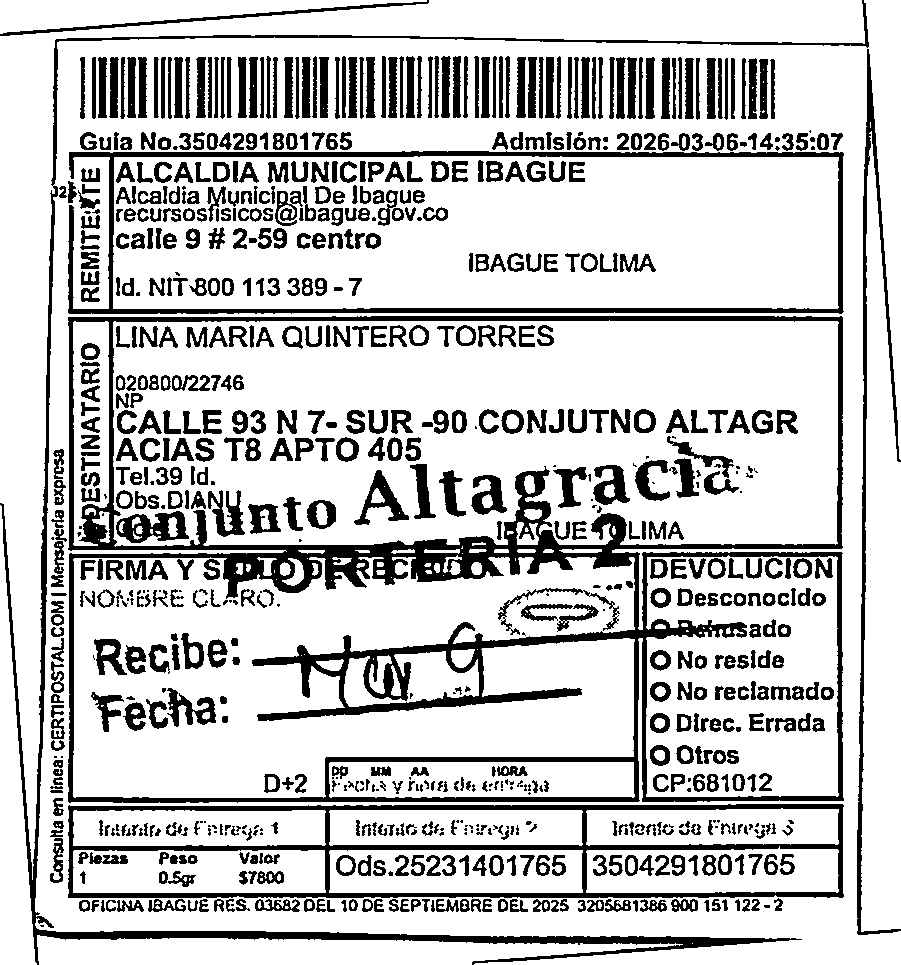 Guia No.3504291801765 Admisión: 2026-03-06-14:35:07
REMITENTE
ALCALDIA MUNICIPAL DE IBAGUE
Alcaldia Municipal De Ibague
recursosfisicos@ibague.gov.co
calle 9 # 2-59 centro
IBAGUE TOLIMA
Id. NIT 800 113 389 - 7
DESTINATARIO
LINA MARIA QUINTERO TORRES
020800/22746
NP
CALLE 93 N 7- SUR -90 CONJUTNO ALTAGR
ACIAS T8 APTO 405
Tel.39 Id.
Obs.DIANU
IBAGUE TOLIMA
Conjunto Altagracia
PORTERIA 2
FIRMA Y SELLO DE RECIBIDO
NOMBRE CLARO.
Recibe:
Fecha:
Mar 9
D+2
DD MM AA HORA
Fecha y hora de entrega
DEVOLUCION
Desconocido
Rehusado
No reside
No reclamado
Direc. Errada
Otros
CP:681012
Intento de Entrega 1 Intento de Entrega 2 Intento de Entrega 3
Piezas Peso Valor
1 0.5gr $7800
Ods.25231401765 3504291801765
OFICINA IBAGUE RES. 03682 DEL 10 DE SEPTIEMBRE DEL 2025 3205681386 900 151 122 - 2
Consulta en linea: CERTIPOSTAL.COM | Mensajeria expresa